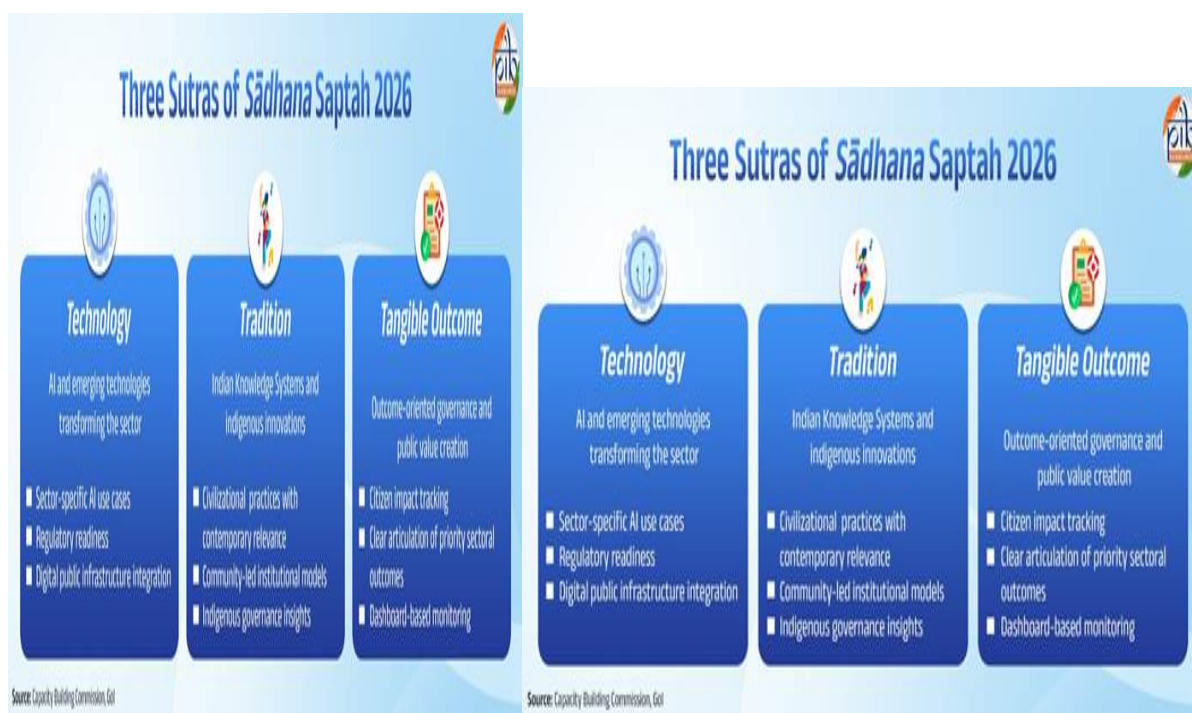 pib
Three Sutras of Sādhana Saptah 2026
Technology
AI and emerging technologies
transforming the sector
■ Sector-specific AI use cases
■ Regulatory readiness
■ Digital public infrastructure integration
Tradition
Indian Knowledge Systems and
indigenous innovations
■ Civilizational practices with
contemporary relevance
■ Community-led institutional models
■ Indigenous governance insights
Tangible Outcome
Outcome-oriented governance and
public value creation
■ Citizen impact tracking
■ Clear articulation of priority sectoral
outcomes
■ Dashboard-based monitoring
Source: Capacity Building Commission, GoI
pib
Three Sutras of Sādhana Saptah 2026
Technology
AI and emerging technologies
transforming the sector
■ Sector-specific AI use cases
■ Regulatory readiness
■ Digital public infrastructure integration
Tradition
Indian Knowledge Systems and
indigenous innovations
■ Civilizational practices with
contemporary relevance
■ Community-led institutional models
■ Indigenous governance insights
Tangible Outcome
Outcome-oriented governance and
public value creation
■ Citizen impact tracking
■ Clear articulation of priority sectoral
outcomes
■ Dashboard-based monitoring
Source: Capacity Building Commission, GoI